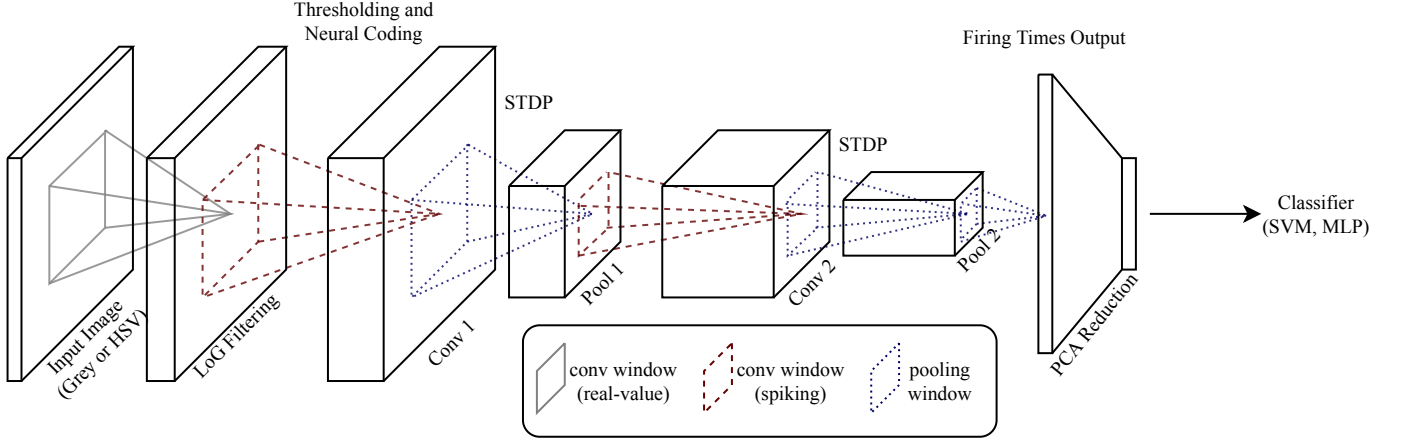 Thresholding and
Neural Coding
Firing Times Output
STDP
STDP
Classifier
(SVM, MLP)
Input Image
(Grey or HSV)
LoG Filtering
Conv 1
Pool 1
Conv 2
Pool 2
PCA Reduction
conv window
(real-value)
conv window
(spiking)
pooling
window